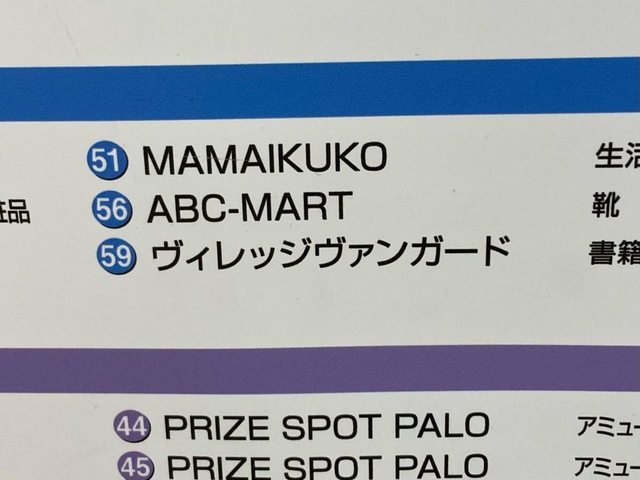 51 MAMAIKUKO 生活
56 ABC-MART 靴
粧品
59 ヴィレッジヴァンガード 書籍
44 PRIZE SPOT PALO アミュー
45 PRIZE SPOT PALO アミュー